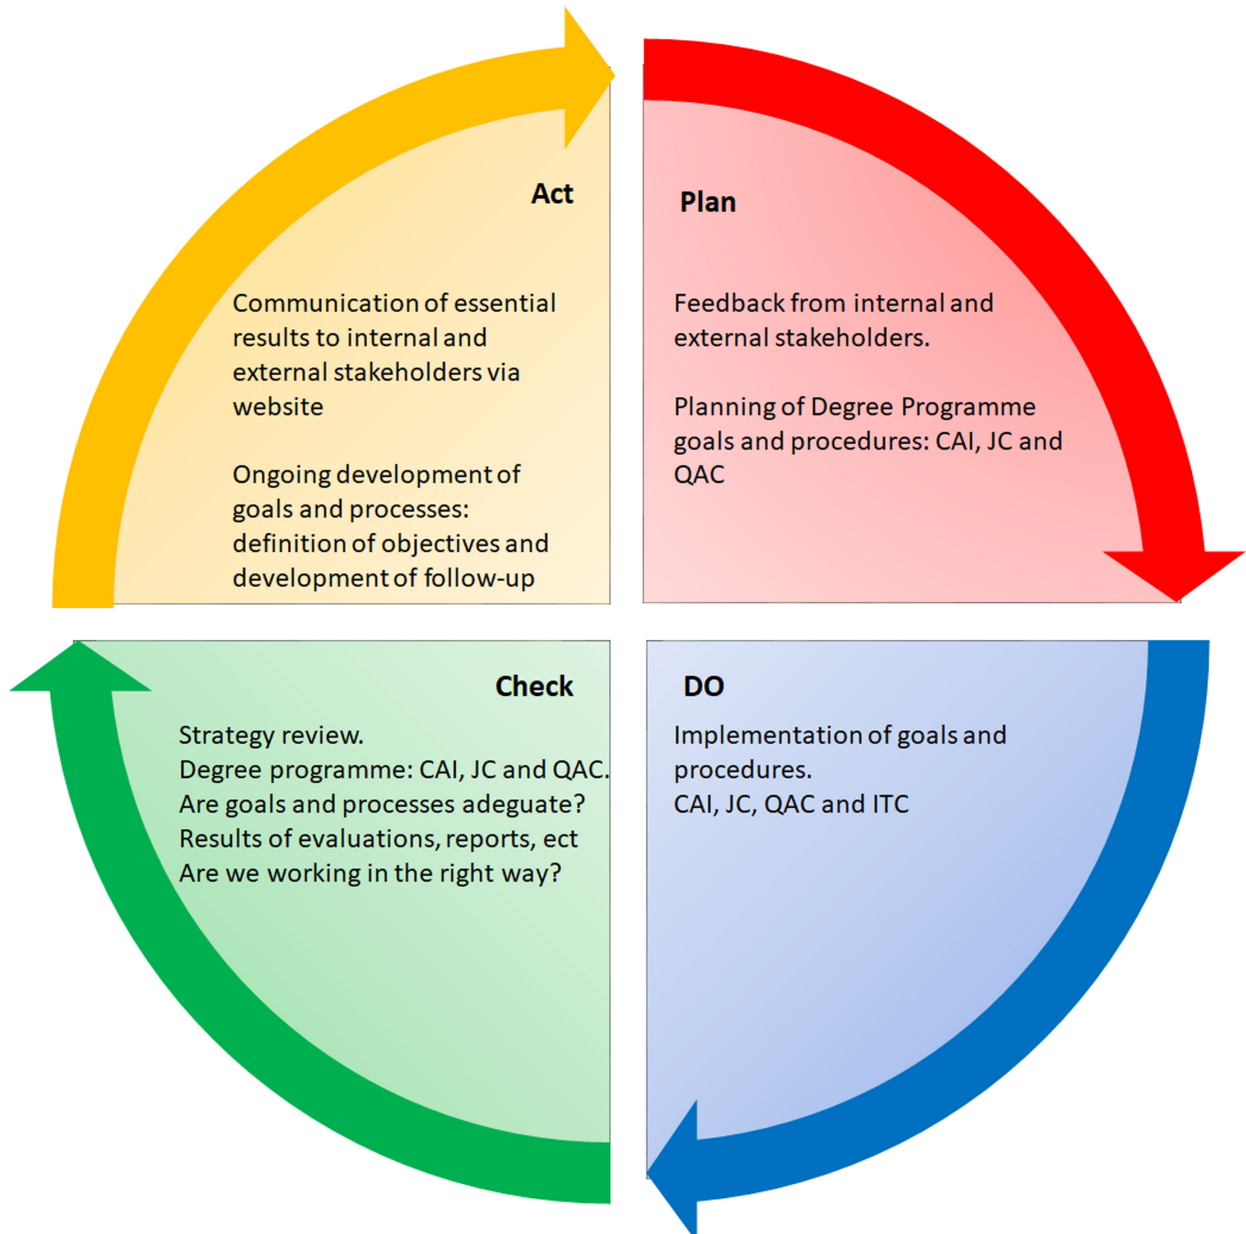 Act
Communication of essential
results to internal and
external stakeholders via
website
Ongoing development of
goals and processes:
definition of objectives and
development of follow-up
Plan
Feedback from internal and
external stakeholders.
Planning of Degree Programme
goals and procedures: CAI, JC and
QAC
Check
Strategy review.
Degree programme: CAI, JC and QAC.
Are goals and processes adeguate?
Results of evaluations, reports, ect
Are we working in the right way?
DO
Implementation of goals and
procedures.
CAI, JC, QAC and ITC